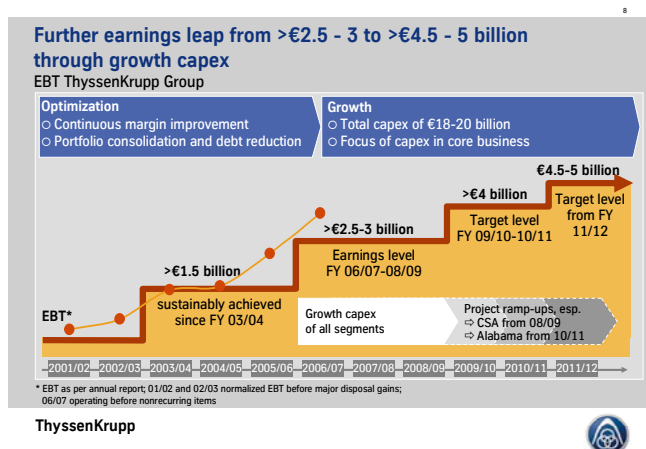 8
Further earnings leap from >€2.5 - 3 to >€4.5 - 5 billion
through growth capex
EBT ThyssenKrupp Group
Optimization
○ Continuous margin improvement
○ Portfolio consolidation and debt reduction
Growth
○ Total capex of €18-20 billion
○ Focus of capex in core business
€4.5-5 billion
Target level
from FY
11/12
>€4 billion
Target level
FY 09/10-10/11
>€2.5-3 billion
Earnings level
FY 06/07-08/09
>€1.5 billion
sustainably achieved
since FY 03/04
EBT*
Growth capex
of all segments
Project ramp-ups, esp.
⇨ CSA from 08/09
⇨ Alabama from 10/11
2001/02 2002/03 2003/04 2004/05 2005/06 2006/07 2007/08 2008/09 2009/10 2010/11 2011/12
* EBT as per annual report; 01/02 and 02/03 normalized EBT before major disposal gains;
06/07 operating before nonrecurring items
ThyssenKrupp